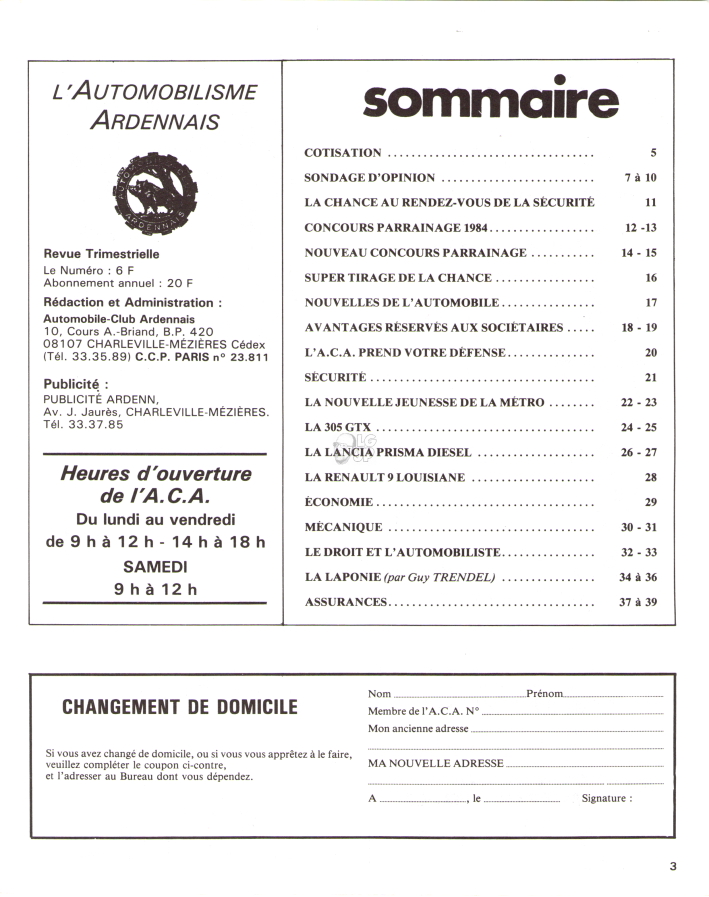 L'AUTOMOBILISME
ARDENNAIS
AUTOMOBILE CLUB
ARDENNAIS
Revue Trimestrielle
Le Numéro : 6 F
Abonnement annuel : 20 F
Rédaction et Administration :
Automobile-Club Ardennais
10, Cours A.-Briand, B.P. 420
08107 CHARLEVILLE-MÉZIÈRES Cédex
(Tél. 33.35.89) C.C.P. PARIS n° 23.811
Publicité :
PUBLICITÉ ARDENN,
Av. J. Jaurès, CHARLEVILLE-MÉZIÈRES.
Tél. 33.37.85
Heures d'ouverture
de l'A.C.A.
Du lundi au vendredi
de 9 h à 12 h - 14 h à 18 h
SAMEDI
9 h à 12 h
sommaire
COTISATION .................................. 5
SONDAGE D'OPINION .......................... 7 à 10
LA CHANCE AU RENDEZ-VOUS DE LA SÉCURITÉ 11
CONCOURS PARRAINAGE 1984.................. 12 -13
NOUVEAU CONCOURS PARRAINAGE ........... 14 - 15
SUPER TIRAGE DE LA CHANCE ................. 16
NOUVELLES DE L'AUTOMOBILE................ 17
AVANTAGES RÉSERVÉS AUX SOCIÉTAIRES ..... 18 - 19
L'A.C.A. PREND VOTRE DÉFENSE............... 20
SÉCURITÉ ...................................... 21
LA NOUVELLE JEUNESSE DE LA MÉTRO ........ 22 - 23
LA 305 GTX ..................................... 24 - 25
LA LANCIA PRISMA DIESEL .................... 26 - 27
LA RENAULT 9 LOUISIANE ..................... 28
ÉCONOMIE ..................................... 29
MÉCANIQUE ................................... 30 - 31
LE DROIT ET L'AUTOMOBILISTE................ 32 - 33
LA LAPONIE (par Guy TRENDEL) ................ 34 à 36
ASSURANCES................................... 37 à 39
CHANGEMENT DE DOMICILE
Si vous avez changé de domicile, ou si vous vous apprêtez à le faire,
veuillez compléter le coupon ci-contre,
et l'adresser au Bureau dont vous dépendez.
Nom ..............................Prénom..............................
Membre de l'A.C.A. N° ..............................
Mon ancienne adresse ..............................
MA NOUVELLE ADRESSE ..............................
A .............................., le .............................. Signature :
3